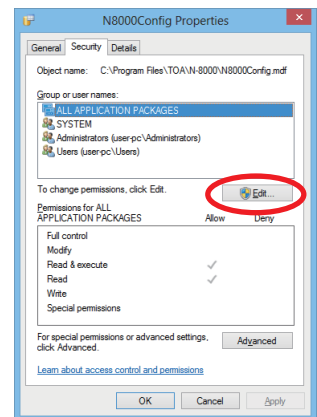 N8000Config Properties
General Security Details
Object name: C:\Program Files\TOA\N-8000\N8000Config.mdf
Group or user names:
ALL APPLICATION PACKAGES
SYSTEM
Administrators (user-pc\Administrators)
Users (user-pc\Users)
To change permissions, click Edit.
Edit...
Permissions for ALL
APPLICATION PACKAGES Allow Deny
Full control
Modify
Read & execute
Read
Write
Special permissions
For special permissions or advanced settings,
click Advanced.
Advanced
Learn about access control and permissions
OK Cancel Apply